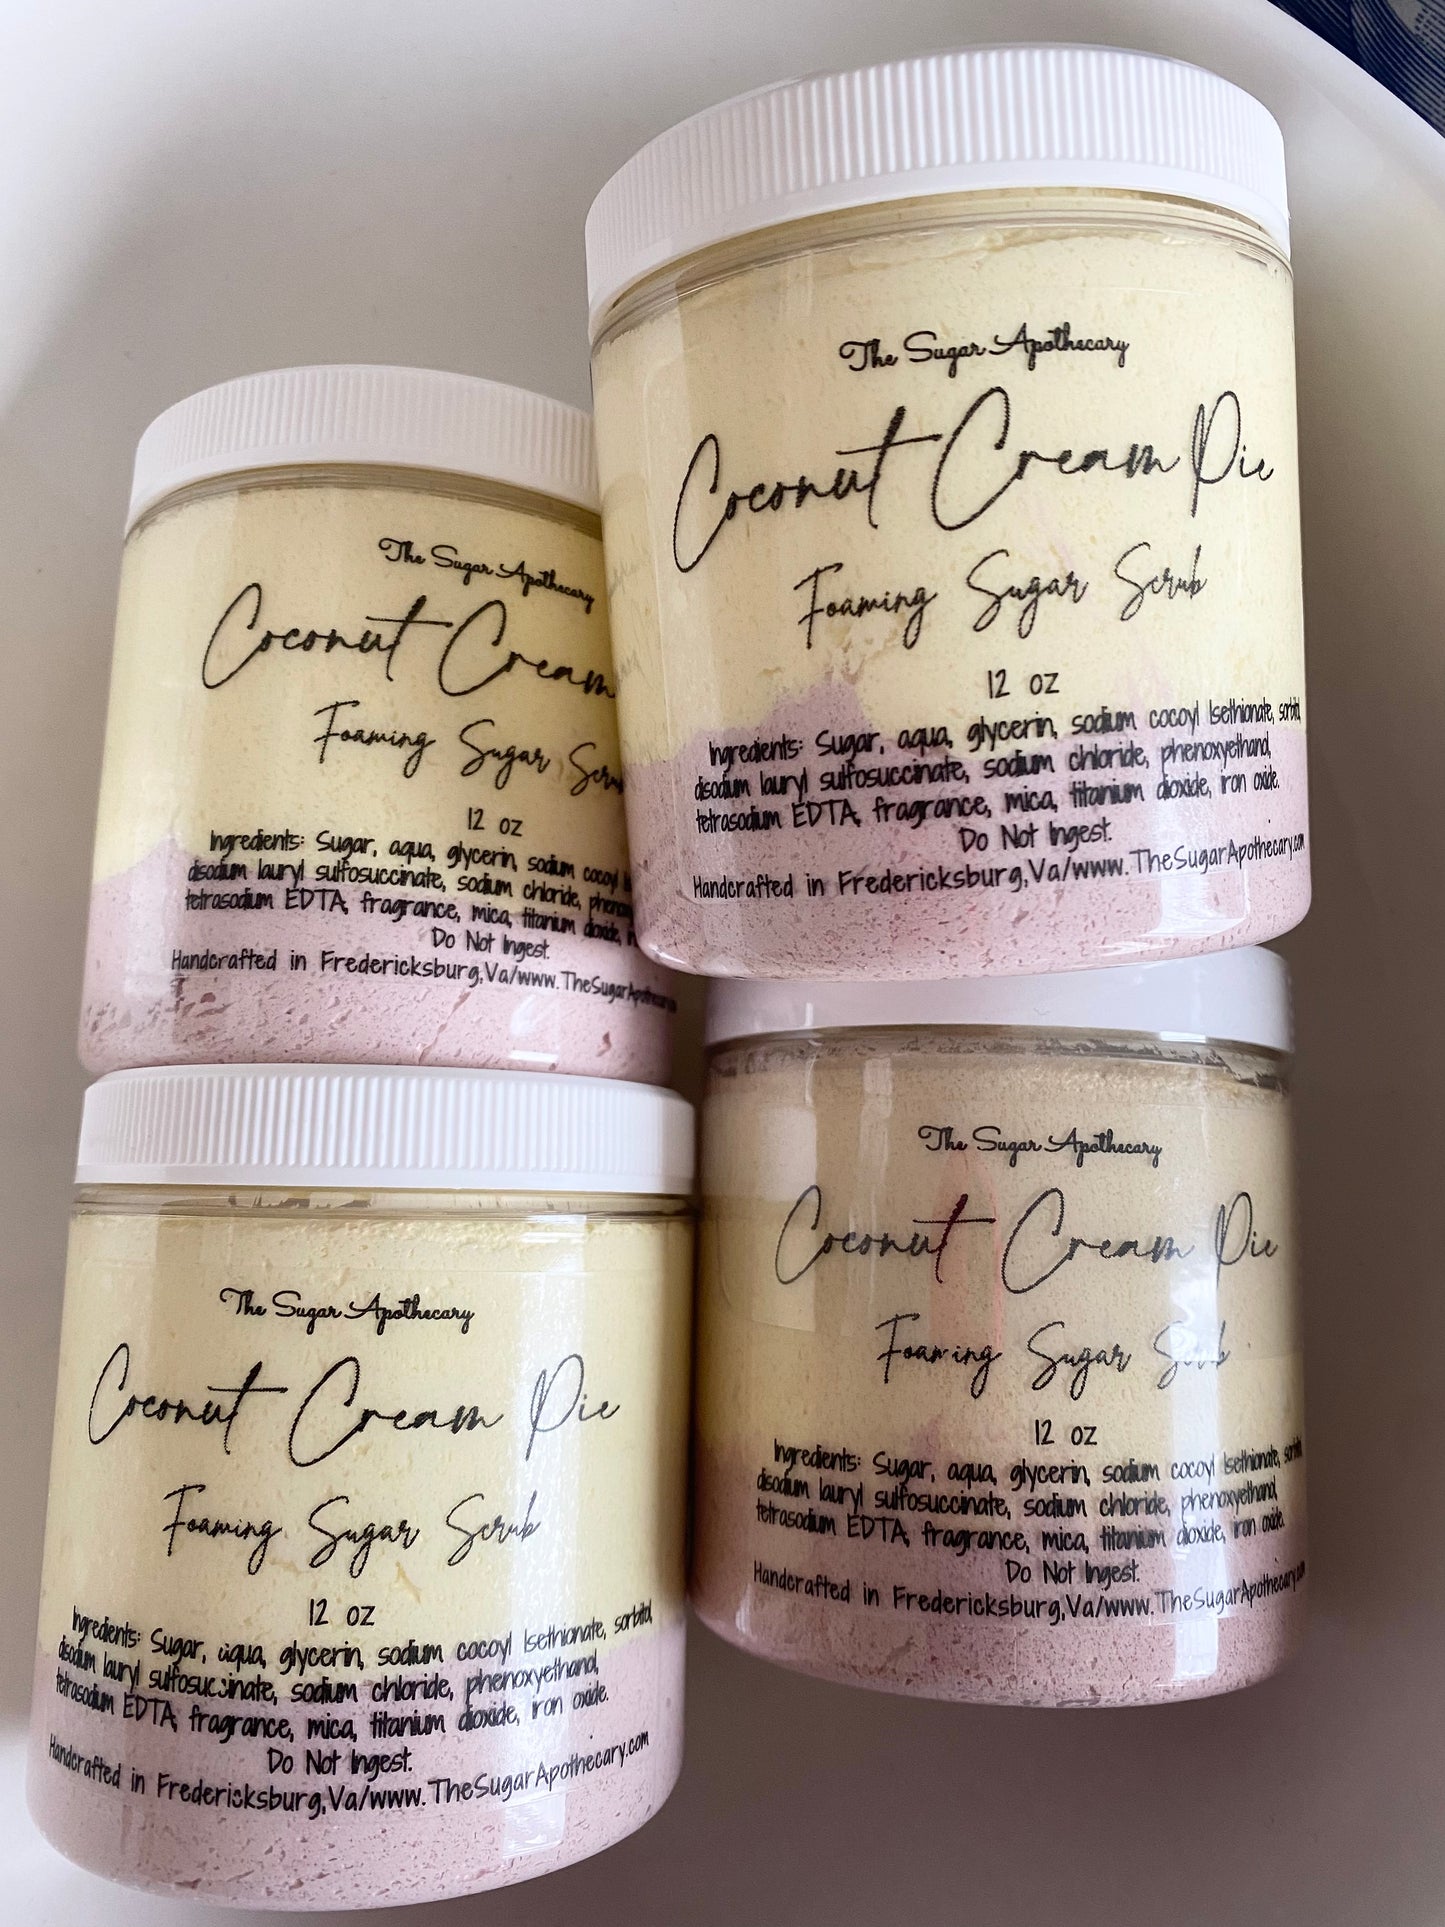 The Sugar Apothecary
Coconut Cream Pie
Foaming Sugar Scrub
12 oz
Ingredients: Sugar, aqua, glycerin, sodium cocoyl Isethionate, sorbitol,
disodium lauryl sulfosuccinate, sodium chloride, phenoxyethanol,
tetrasodium EDTA, fragrance, mica, titanium dioxide, iron oxide.
Do Not Ingest.
Handcrafted in Fredericksburg,Va/www.TheSugarApothecary.com
The Sugar Apothecary
Coconut Cream
Foaming Sugar Scrub
12 oz
Ingredients: Sugar, aqua, glycerin, sodium cocoyl
disodium lauryl sulfosuccinate, sodium chloride,
tetrasodium EDTA, fragrance, mica, titanium dioxide,
Do Not Ingest.
Handcrafted in Fredericksburg,Va/www.TheSugarApothecary
The Sugar Apothecary
Coconut Cream Pie
Foaming Sugar Scrub
12 oz
Ingredients: Sugar, aqua, glycerin, sodium cocoyl Isethionate, sorbitol,
disodium lauryl sulfosuccinate, sodium chloride, phenoxyethanol,
tetrasodium EDTA, fragrance, mica, titanium dioxide, iron oxide.
Do Not Ingest.
Handcrafted in Fredericksburg,Va/www.TheSugarApothecary.com
The Sugar Apothecary
Coconut Cream Pie
Foaming Sugar Scrub
12 oz
Ingredients: Sugar, aqua, glycerin, sodium cocoyl Isethionate, sorbitol,
disodium lauryl sulfosuccinate, sodium chloride, phenoxyethanol,
tetrasodium EDTA, fragrance, mica, titanium dioxide, iron oxide.
Do Not Ingest.
Handcrafted in Fredericksburg,Va/www.TheSugarApothecary.com